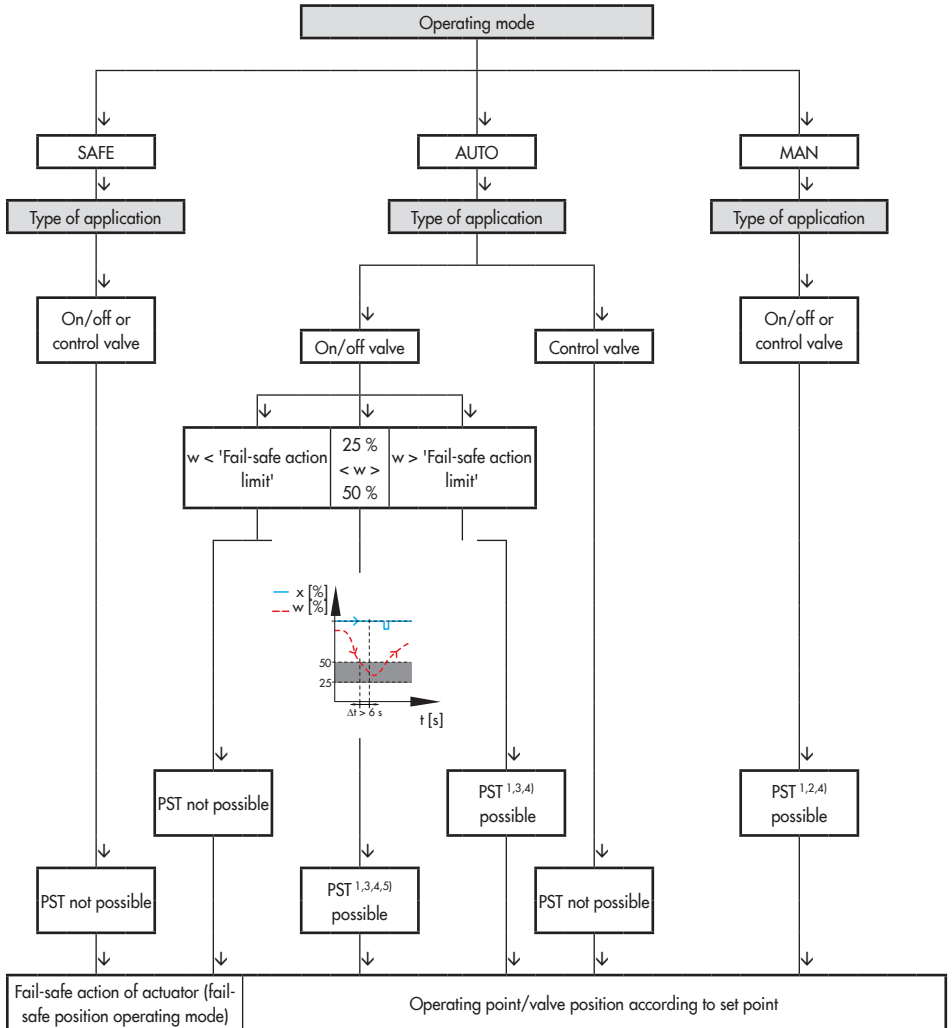 Operating mode
SAFE
AUTO
MAN
Type of application
Type of application
Type of application
On/off or
control valve
On/off valve
Control valve
On/off or
control valve
w < 'Fail-safe action
limit'
25 %
< w >
50 %
w > 'Fail-safe action
limit'
x [%]
w [%]
50
25
Δt > 6 s
t [s]
PST not possible
PST 1,3,4)
possible
PST 1,2,4)
possible
PST not possible
PST 1,3,4,5)
possible
PST not possible
Fail-safe action of actuator (fail-
safe position operating mode)
Operating point/valve position according to set point